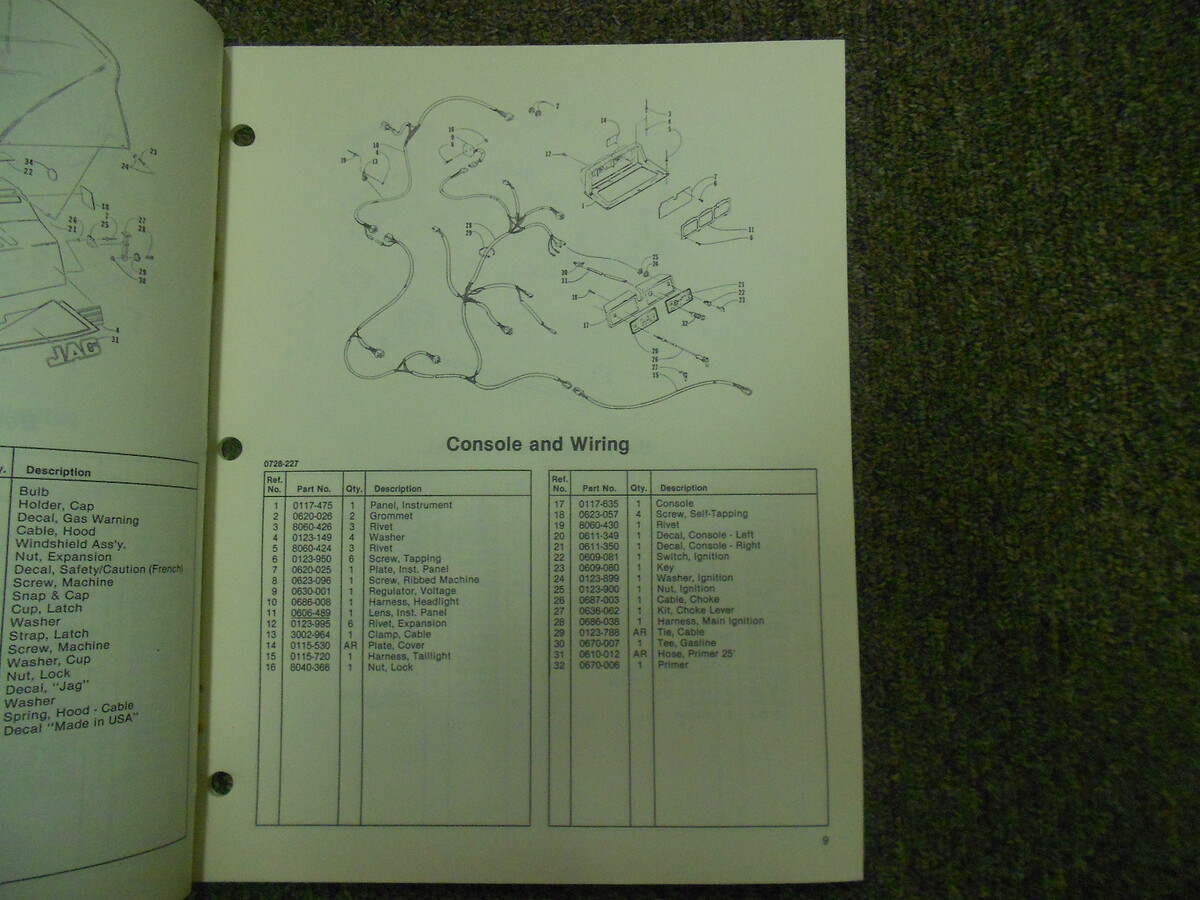 JAG
y. Description
Bulb
Holder, Cap
Decal, Gas Warning
Cable, Hood
Windshield Ass'y.
Nut, Expansion
Decal, Safety/Caution (French)
Screw, Machine
Snap & Cap
Cup, Latch
Washer
Strap, Latch
Screw, Machine
Washer, Cup
Nut, Lock
Decal, "Jag"
Washer
Spring, Hood - Cable
Decal "Made in USA"
Console and Wiring
0728-227
Ref. No. Part No. Qty. Description
1 0117-475 1 Panel, Instrument
2 0620-026 2 Grommet
3 8060-426 3 Rivet
4 0123-149 4 Washer
5 8060-424 3 Rivet
6 0123-950 6 Screw, Tapping
7 0620-025 1 Plate, Inst. Panel
8 0623-096 1 Screw, Ribbed Machine
9 0630-001 1 Regulator, Voltage
10 0686-008 1 Harness, Headlight
11 0606-489 1 Lens, Inst. Panel
12 0123-995 6 Rivet, Expansion
13 3002-964 1 Clamp, Cable
14 0115-530 AR Plate, Cover
15 0115-720 1 Harness, Taillight
16 8040-366 1 Nut, Lock
Ref. No. Part No. Qty. Description
17 0117-635 1 Console
18 0623-057 4 Screw, Self-Tapping
19 8060-430 1 Rivet
20 0611-349 1 Decal, Console - Left
21 0611-350 1 Decal, Console - Right
22 0609-081 1 Switch, Ignition
23 0609-080 1 Key
24 0123-899 1 Washer, Ignition
25 0123-900 1 Nut, Ignition
26 0687-003 1 Cable, Choke
27 0636-062 1 Kit, Choke Lever
28 0686-038 1 Harness, Main Ignition
29 0123-788 AR Tie, Cable
30 0670-007 1 Tee, Gasline
31 0610-012 AR Hose, Primer 25'
32 0670-006 1 Primer
9